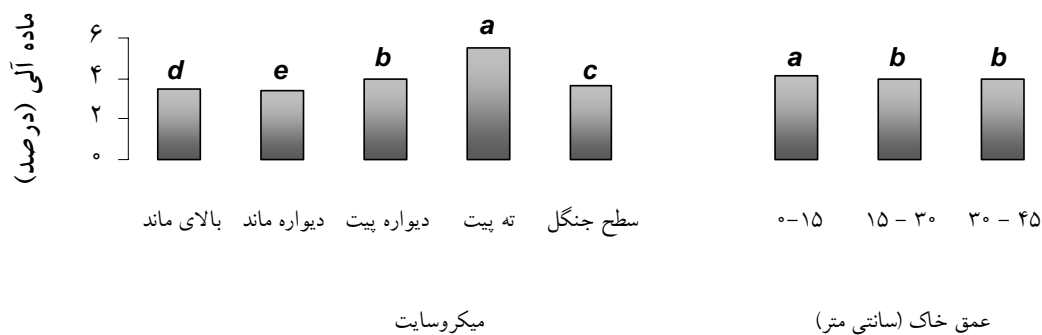 ماده آلی (درصد)
۶
۴
۲
۰
d
e
b
a
c
a
b
b
بالای ماند
دیواره ماند
دیواره پیت
ته پیت
سطح جنگل
۰-۱۵
۱۵ - ۳۰
۳۰ - ۴۵
میکروسایت
عمق خاک (سانتی متر)